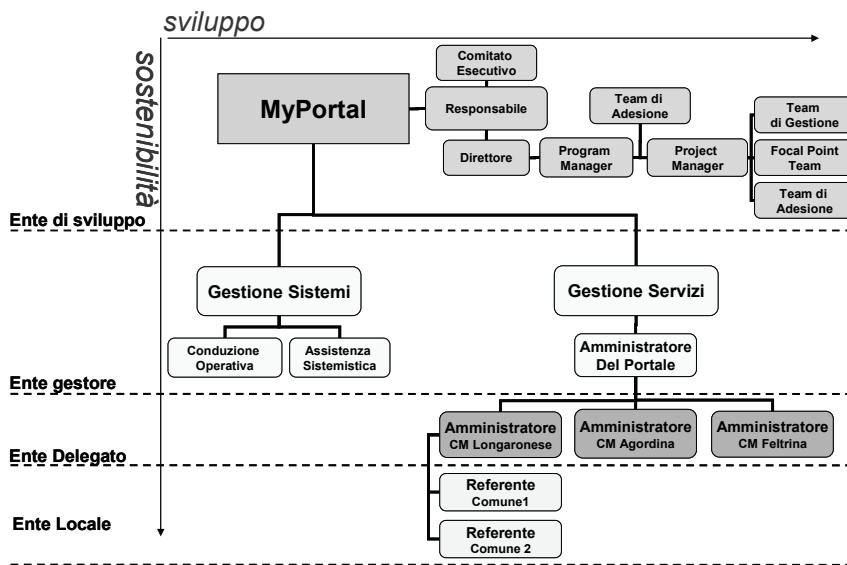 sviluppo
sostenibilità
Comitato
Esecutivo
MyPortal
Responsabile
Team di
Adesione
Team
di Gestione
Direttore
Program
Manager
Project
Manager
Focal Point
Team
Team di
Adesione
Ente di sviluppo
Gestione Sistemi
Gestione Servizi
Conduzione
Operativa
Assistenza
Sistemistica
Amministratore
Del Portale
Ente gestore
Amministratore
CM Longaronese
Amministratore
CM Agordina
Amministratore
CM Feltrina
Ente Delegato
Referente
Comune1
Ente Locale
Referente
Comune 2